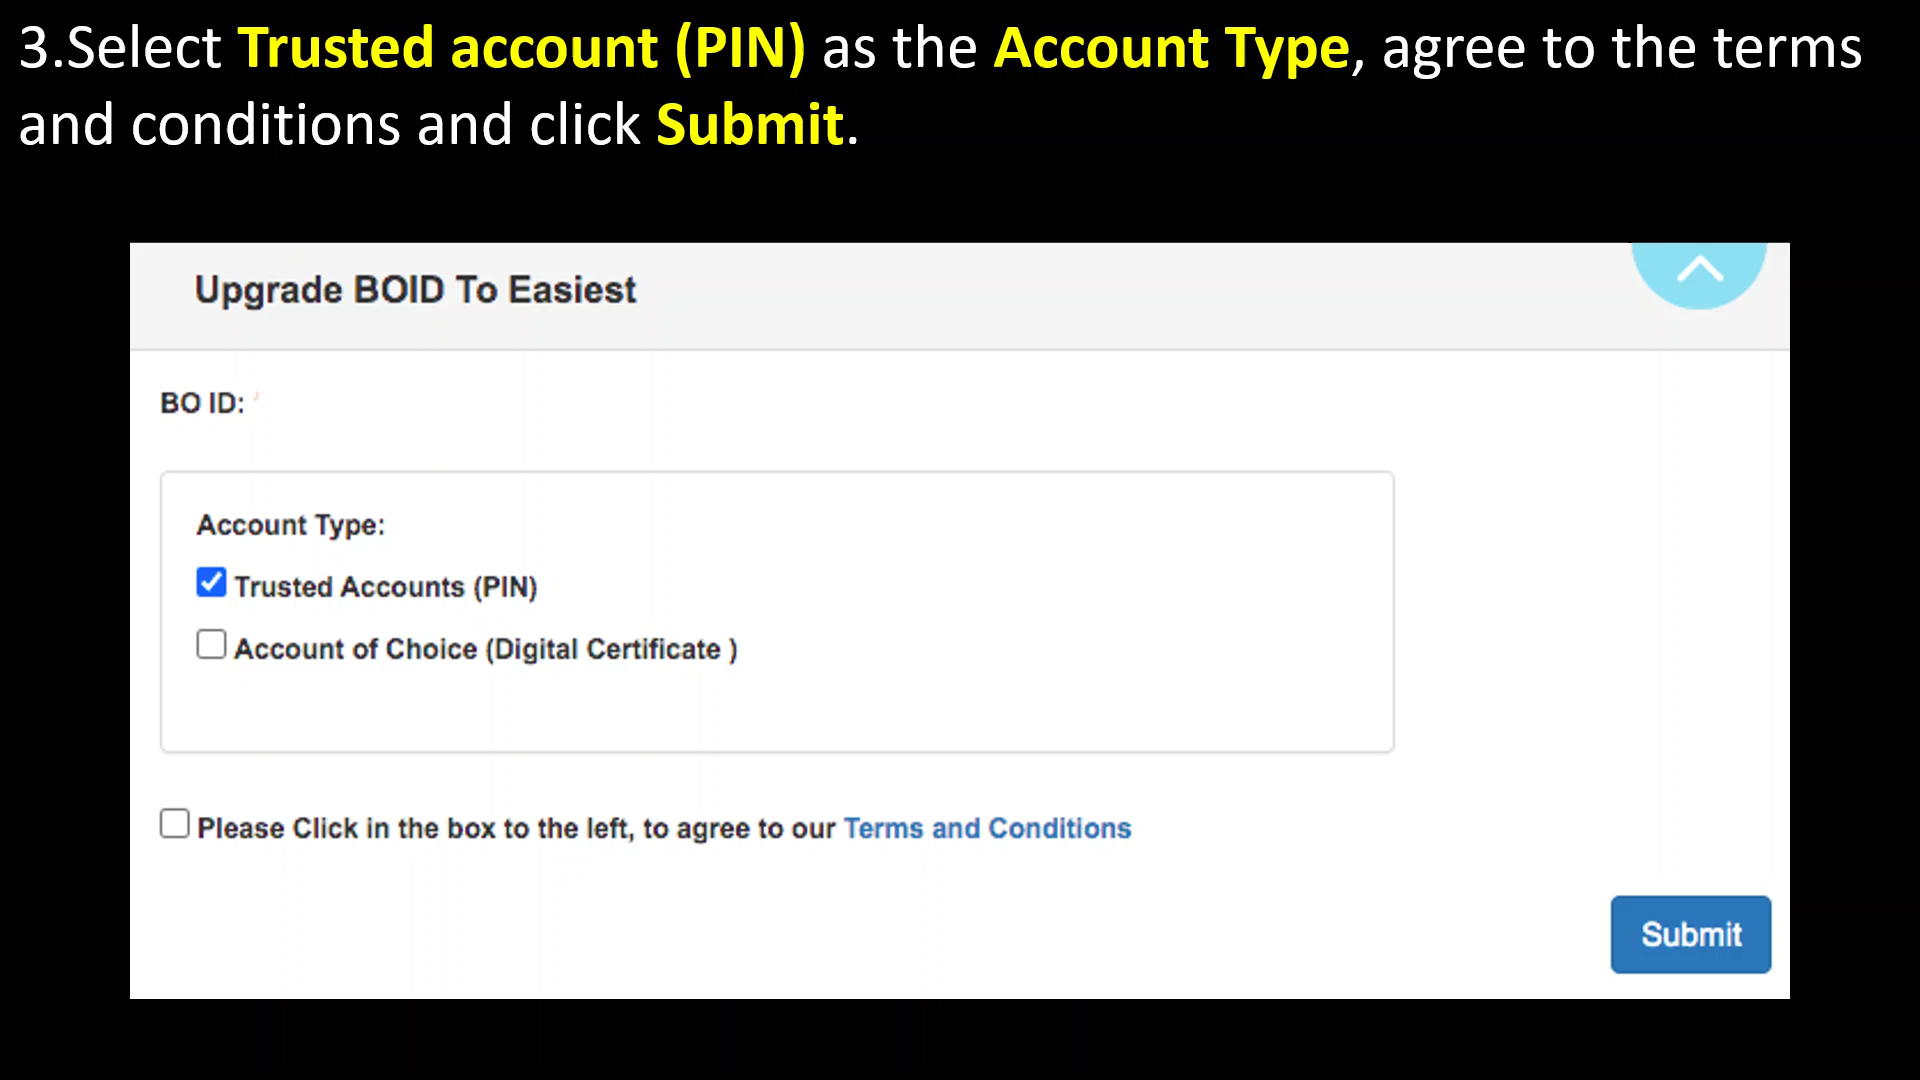 3.Select Trusted account (PIN) as the Account Type, agree to the terms
and conditions and click Submit.
Upgrade BOID To Easiest
BO ID:
Account Type:
Trusted Accounts (PIN)
Account of Choice (Digital Certificate )
Please Click in the box to the left, to agree to our Terms and Conditions
Submit